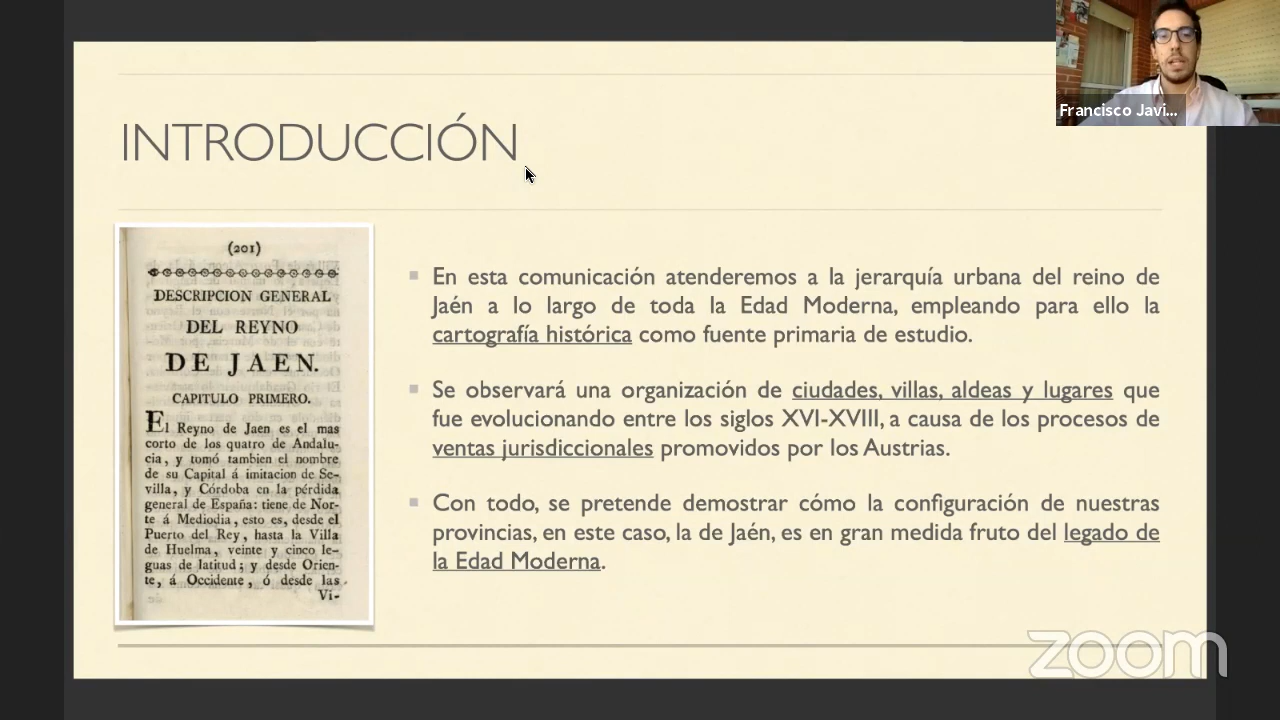 Francisco Javi...
INTRODUCCIÓN
(201)
DESCRIPCION GENERAL
DEL REYNO
DE JAEN.
CAPITULO PRIMERO.
El Reyno de Jaen es el mas
corto de los quatro de Andalu-
cia, y tomó tambien el nombre
de su Capital á imitacion de Se-
villa, y Córdoba en la pérdida
general de España: tiene de Nor-
te á Mediodia, esto es, desde el
Puerto del Rey, hasta la Villa
de Huelma, veinte y cinco le-
guas de latitud; y desde Orien-
te, á Occidente, ó desde las
Vi-
En esta comunicación atenderemos a la jerarquía urbana del reino de
Jaén a lo largo de toda la Edad Moderna, empleando para ello la
cartografía histórica como fuente primaria de estudio.
Se observará una organización de ciudades, villas, aldeas y lugares que
fue evolucionando entre los siglos XVI-XVIII, a causa de los procesos de
ventas jurisdiccionales promovidos por los Austrias.
Con todo, se pretende demostrar cómo la configuración de nuestras
provincias, en este caso, la de Jaén, es en gran medida fruto del legado de
la Edad Moderna.
zoom